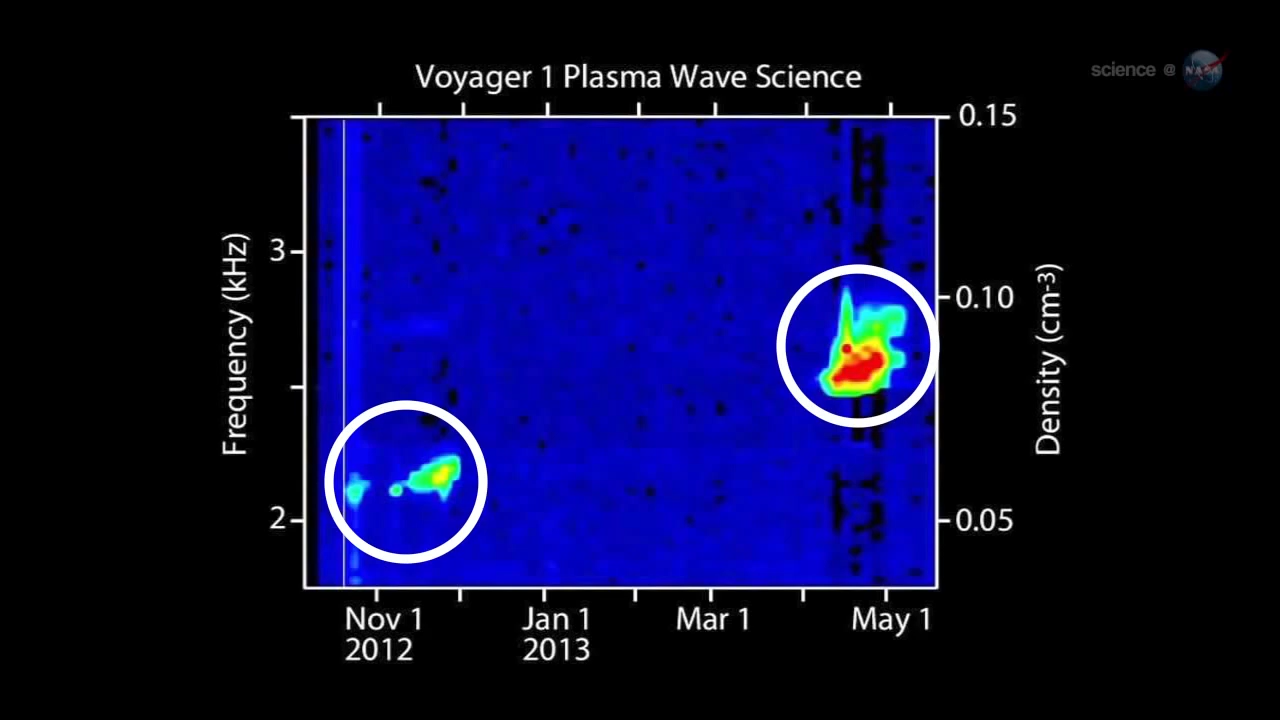 science @ NASA
Voyager 1 Plasma Wave Science
0.15
3
0.10
Frequency (kHz)
Density (cm-3)
2
0.05
Nov 1 Jan 1 Mar 1 May 1
2012 2013